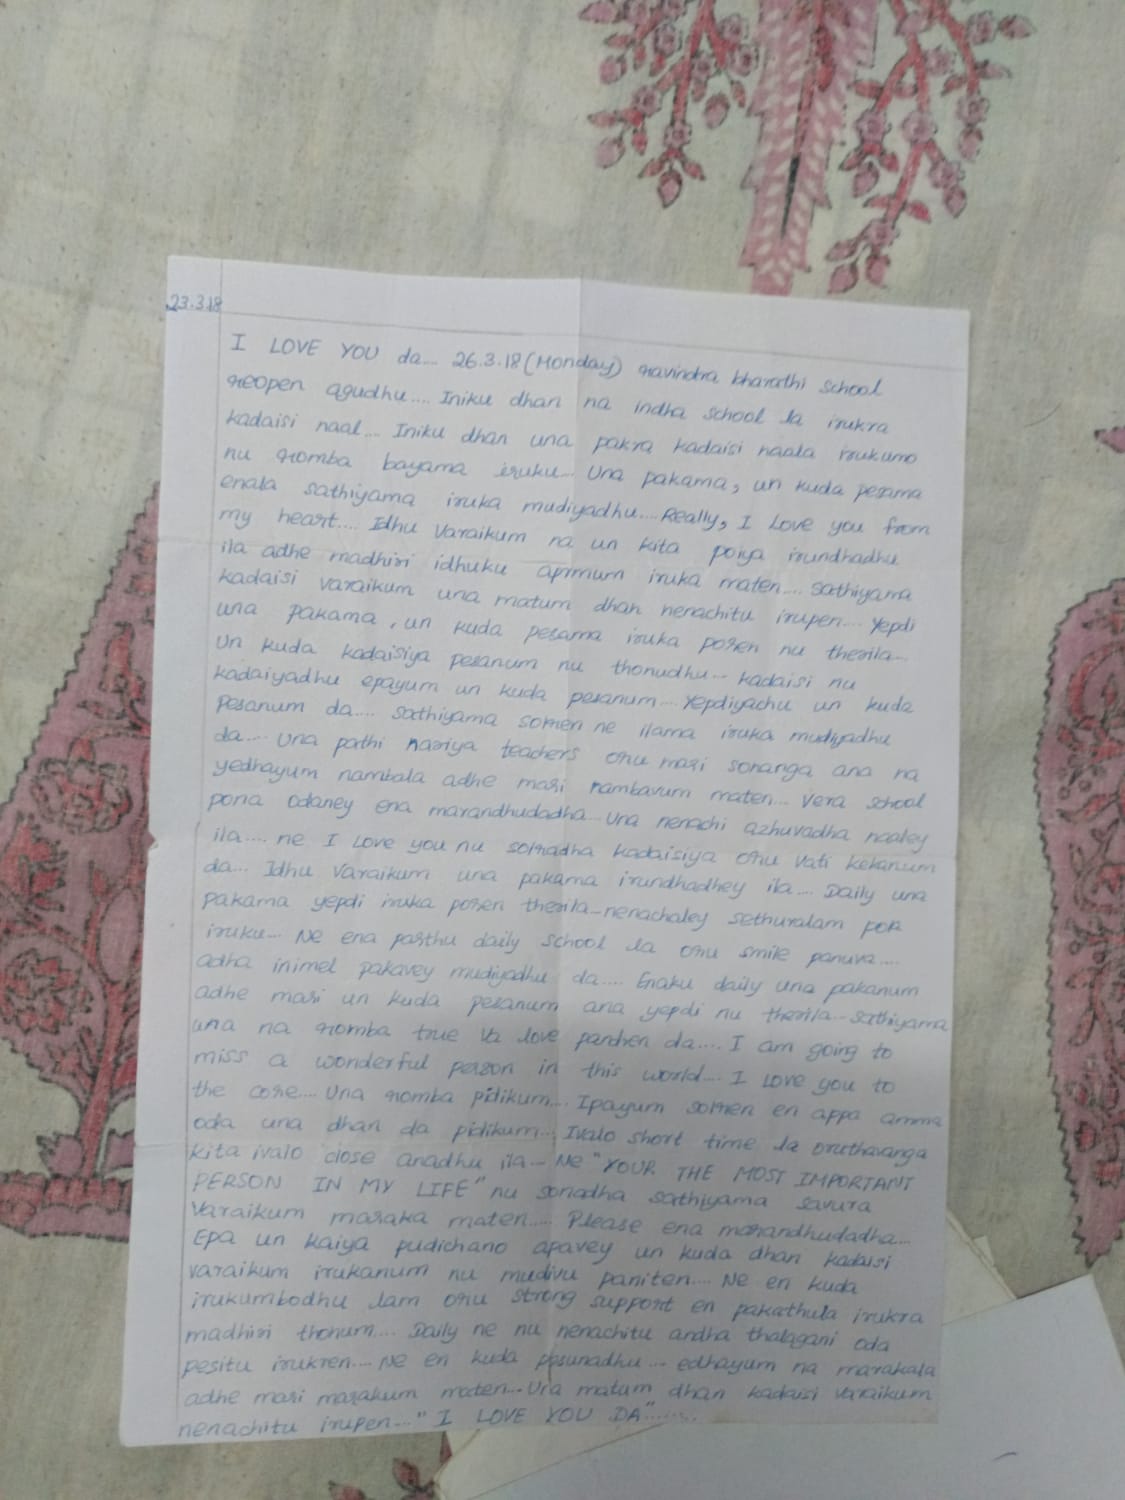 23.3.18
I LOVE YOU da.... 26.3.18 (Monday) ravindra bharathi school
reopen agudhu.... Iniku dhan na indha school la irukra
kadaisi naal.... Iniku dhan una pakra kadaisi naala irukumo
nu romba bayama iruku.... Una pakama, un kuda pesama
enala sathiyama iruka mudiyadhu.... Really, I Love you from
my heart.... Idhu varaikum na un kita poiya irundhadhu
ila adhe madhiri idhuku aprmum iruka maten.... sathiyama
kadaisi varaikum una matum dhan nenachitu irupen.... Yepdi
una pakama, un kuda pesama iruka poren nu therila...
Un kuda kadaisiya pesanum nu thonudhu... kadaisi nu
kadaiyadhu epayum un kuda pesanum.... Yepdiyachu un kuda
pesanum da.... sathiyama solren ne ilama iruka mudiyadhu
da.... Una pathi nariya teachers oru mari sonanga ana na
yedhayum nambala adhe mari nambavum maten... vera school
pona odaney ena marandhudadha... Una nenachi azhuvadha naaley
ila.... ne I Love you nu solradha kadaisiya oru vati kekanum
da... Idhu varaikum una pakama irundhadhey ila.... Daily una
pakama yepdi iruka poren therila - nenachaley sethuralam pola
iruku... Ne ena parthu daily school la oru smile panuva....
adha inimel pakavey mudiyadhu da.... Enaku daily una pakanum
adhe mari un kuda pesanum ana yepdi nu therila... sathiyama
una na romba true va love panren da.... I am going to
miss a wonderful person in this world.... I Love you to
the core.... Una romba pidikum.... Ipayum solren en appa amma
oda una dhan da pidikum... Ivalo short time la oruthavanga
kita ivalo close anadhu ila... Ne "YOUR THE MOST IMPORTANT
PERSON IN MY LIFE" nu sonadha sathiyama savura
varaikum maraka maten.... Please ena marandhudadha...
Epa un kaiya pudichano apavey un kuda dhan kadaisi
varaikum irukanum nu mudivu paniten.... Ne en kuda
irukumbodhu lam oru strong support en pakathula irukra
madhiri thonum.... Daily ne nu nenachitu andha thalagani oda
pesitu irukren.... Ne en kuda pesunadhu... edhayum na marakala
adhe mari marakum maten... Una matum dhan kadaisi varaikum
nenachitu irupen..." I LOVE YOU DA".......